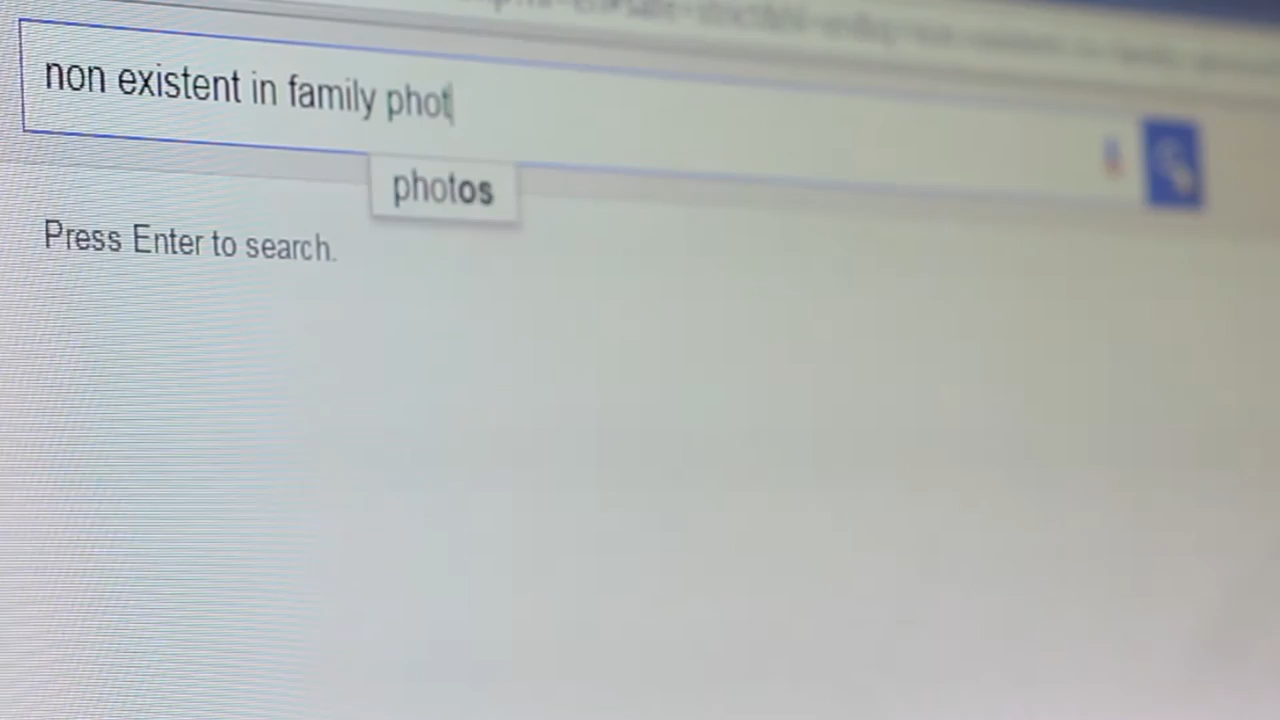 non existent in family phot
photos
Press Enter to search.